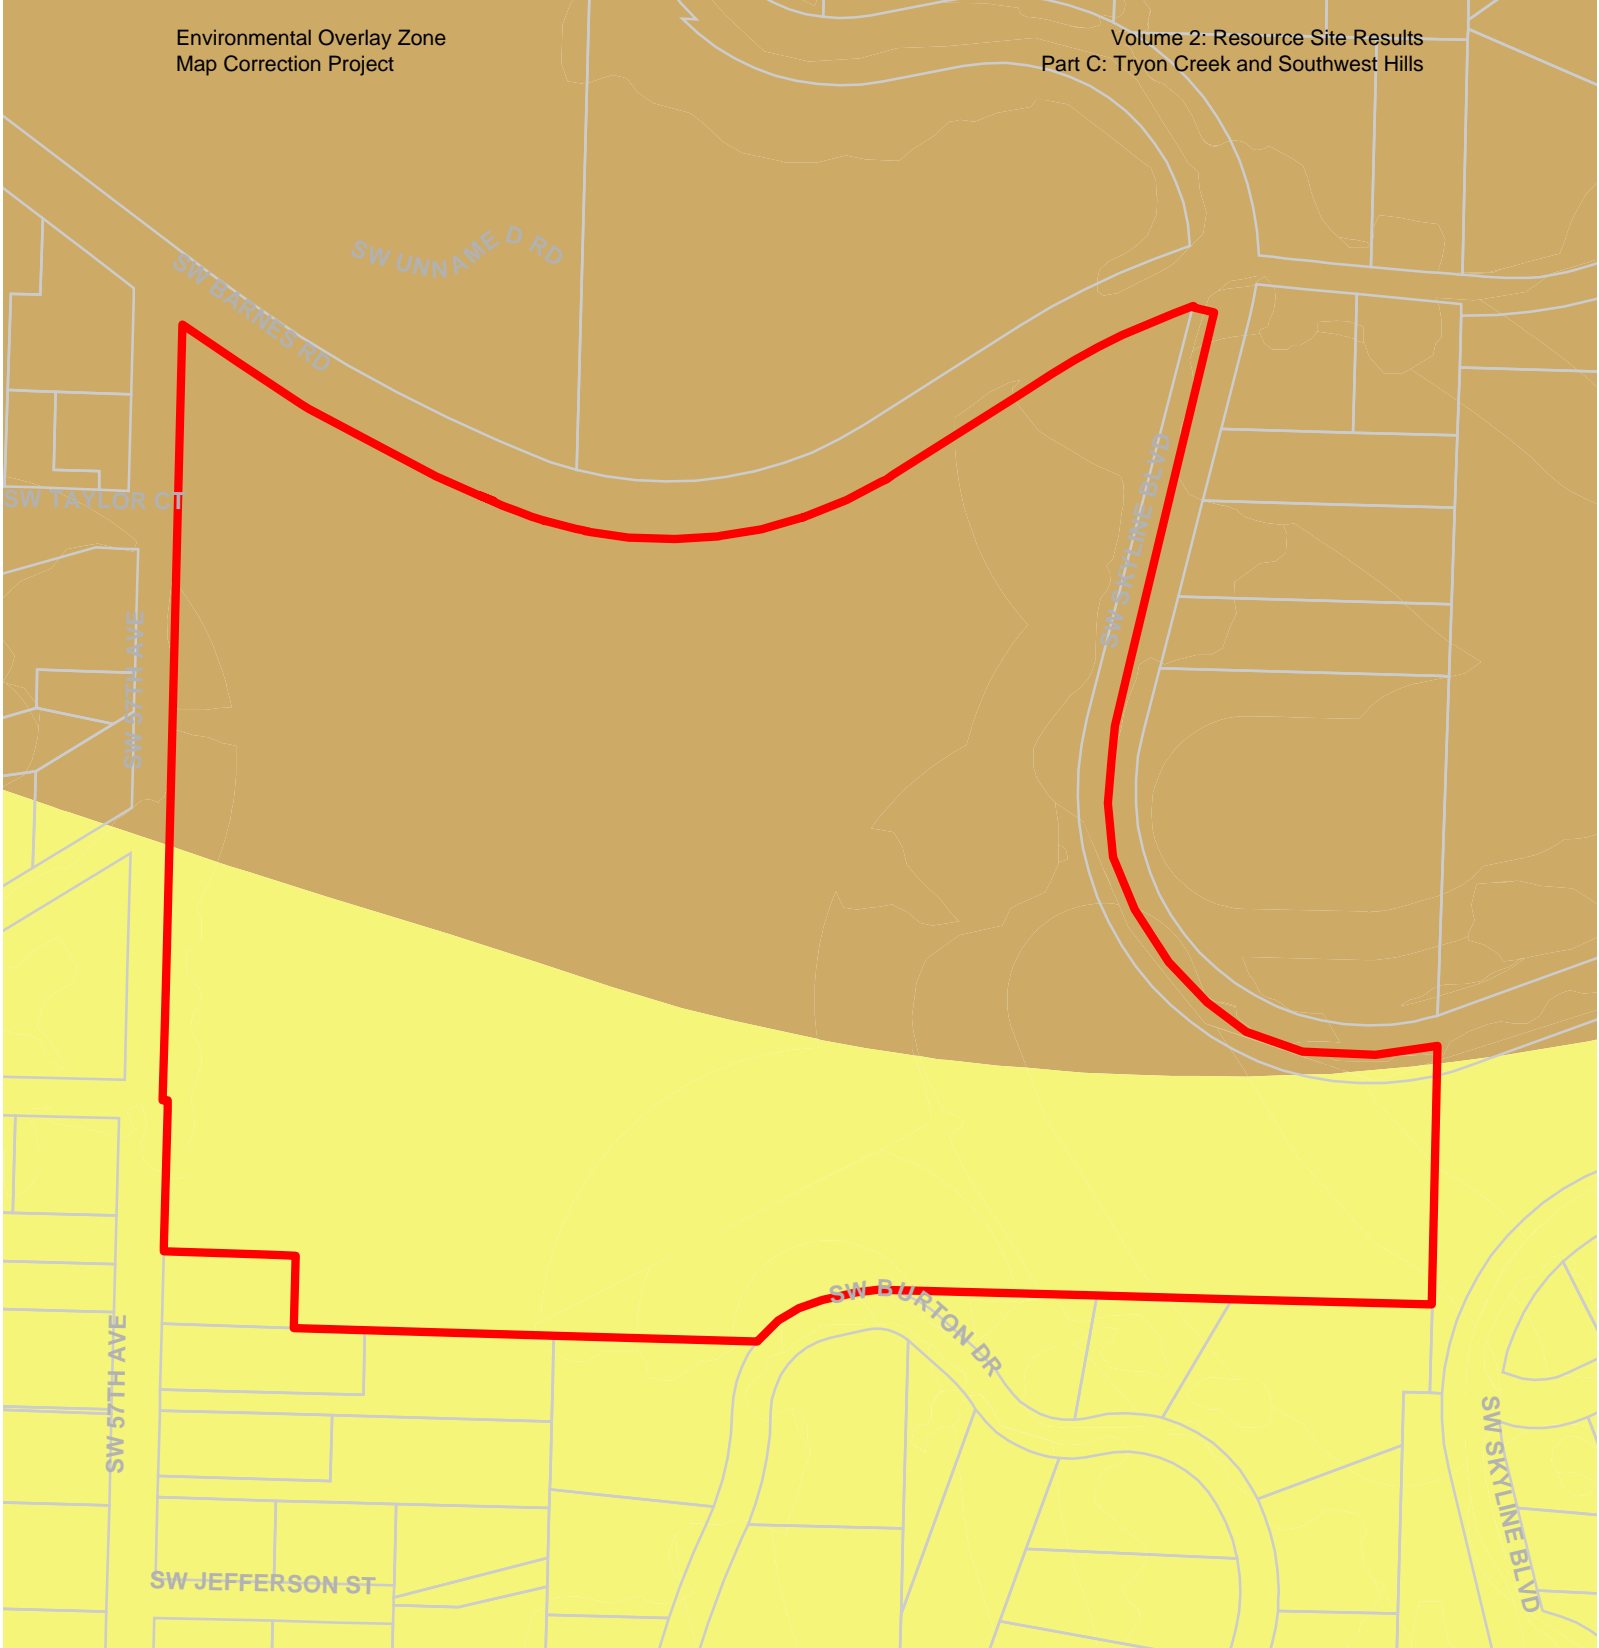 Environmental Overlay Zone
Map Correction Project
Volume 2: Resource Site Results
Part C: Tryon Creek and Southwest Hills
SW UNNAME D RD
SW BARNES RD
SW TAYLOR CT
SW SKYLINE BLVD
SW 57TH AVE
SW BURTON DR
SW 57TH AVE
SW SKYLINE BLVD
SW JEFFERSON ST